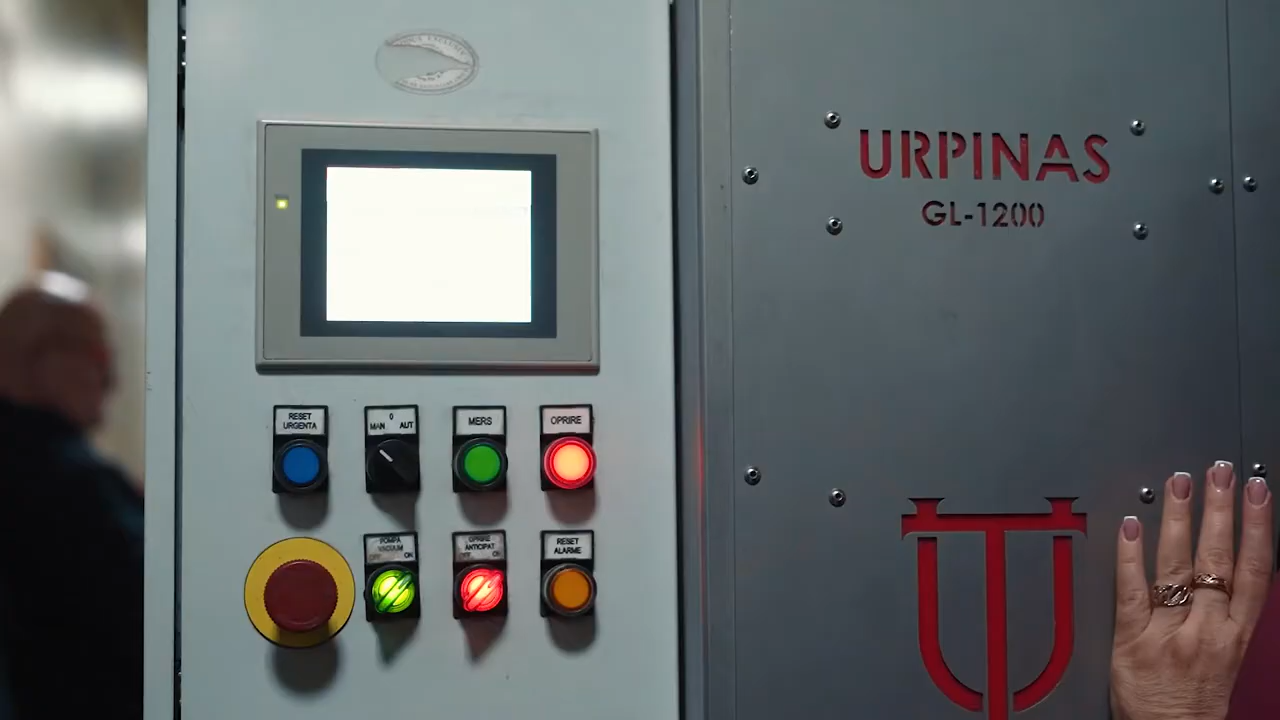 URPINAS
GL-1200
RESET
URGENTA
0
MAN AUT
MERS
OPRIRE
POMPA
VACUUM
OFF ON
OPRIRE
ANTICIPAT
OFF ON
RESET
ALARME